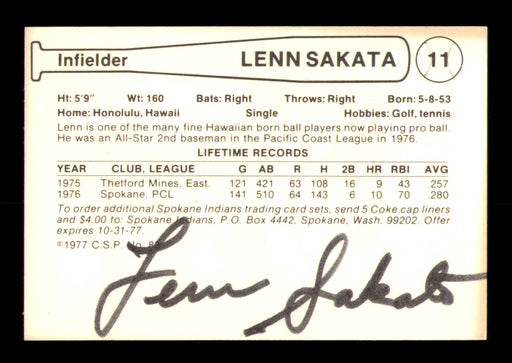 Infielder LENN SAKATA 11
Ht: 5'9" Wt: 160 Bats: Right Throws: Right Born: 5-8-53
Home: Honolulu, Hawaii Single Hobbies: Golf, tennis
Lenn is one of the many fine Hawaiian born ball players now playing pro ball.
He was an All-Star 2nd baseman in the Pacific Coast League in 1976.
LIFETIME RECORDS
YEAR CLUB, LEAGUE G AB R H 2B HR RBI AVG
1975 Thetford Mines, East. 121 421 63 108 16 9 43 .257
1976 Spokane, PCL 141 510 64 143 6 10 70 .280
To order additional Spokane Indians trading card sets, send 5 Coke cap liners
and $4.00 to: Spokane Indians, P.O. Box 4442, Spokane, Wash. 99202. Offer
expires 10-31-77.
©1977 C.S.P. No.
Lenn Sakata